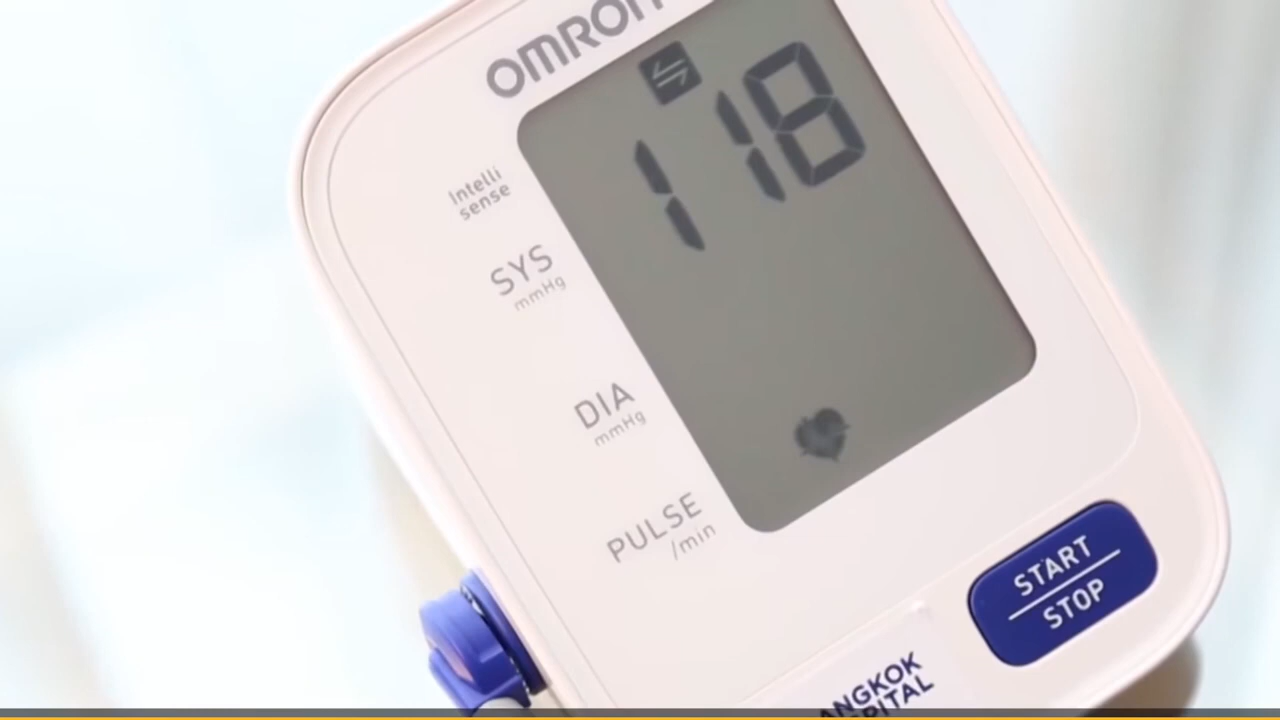 OMRON
118
Intelli
sense
SYS
mmHg
DIA
mmHg
PULSE
/min
START
STOP